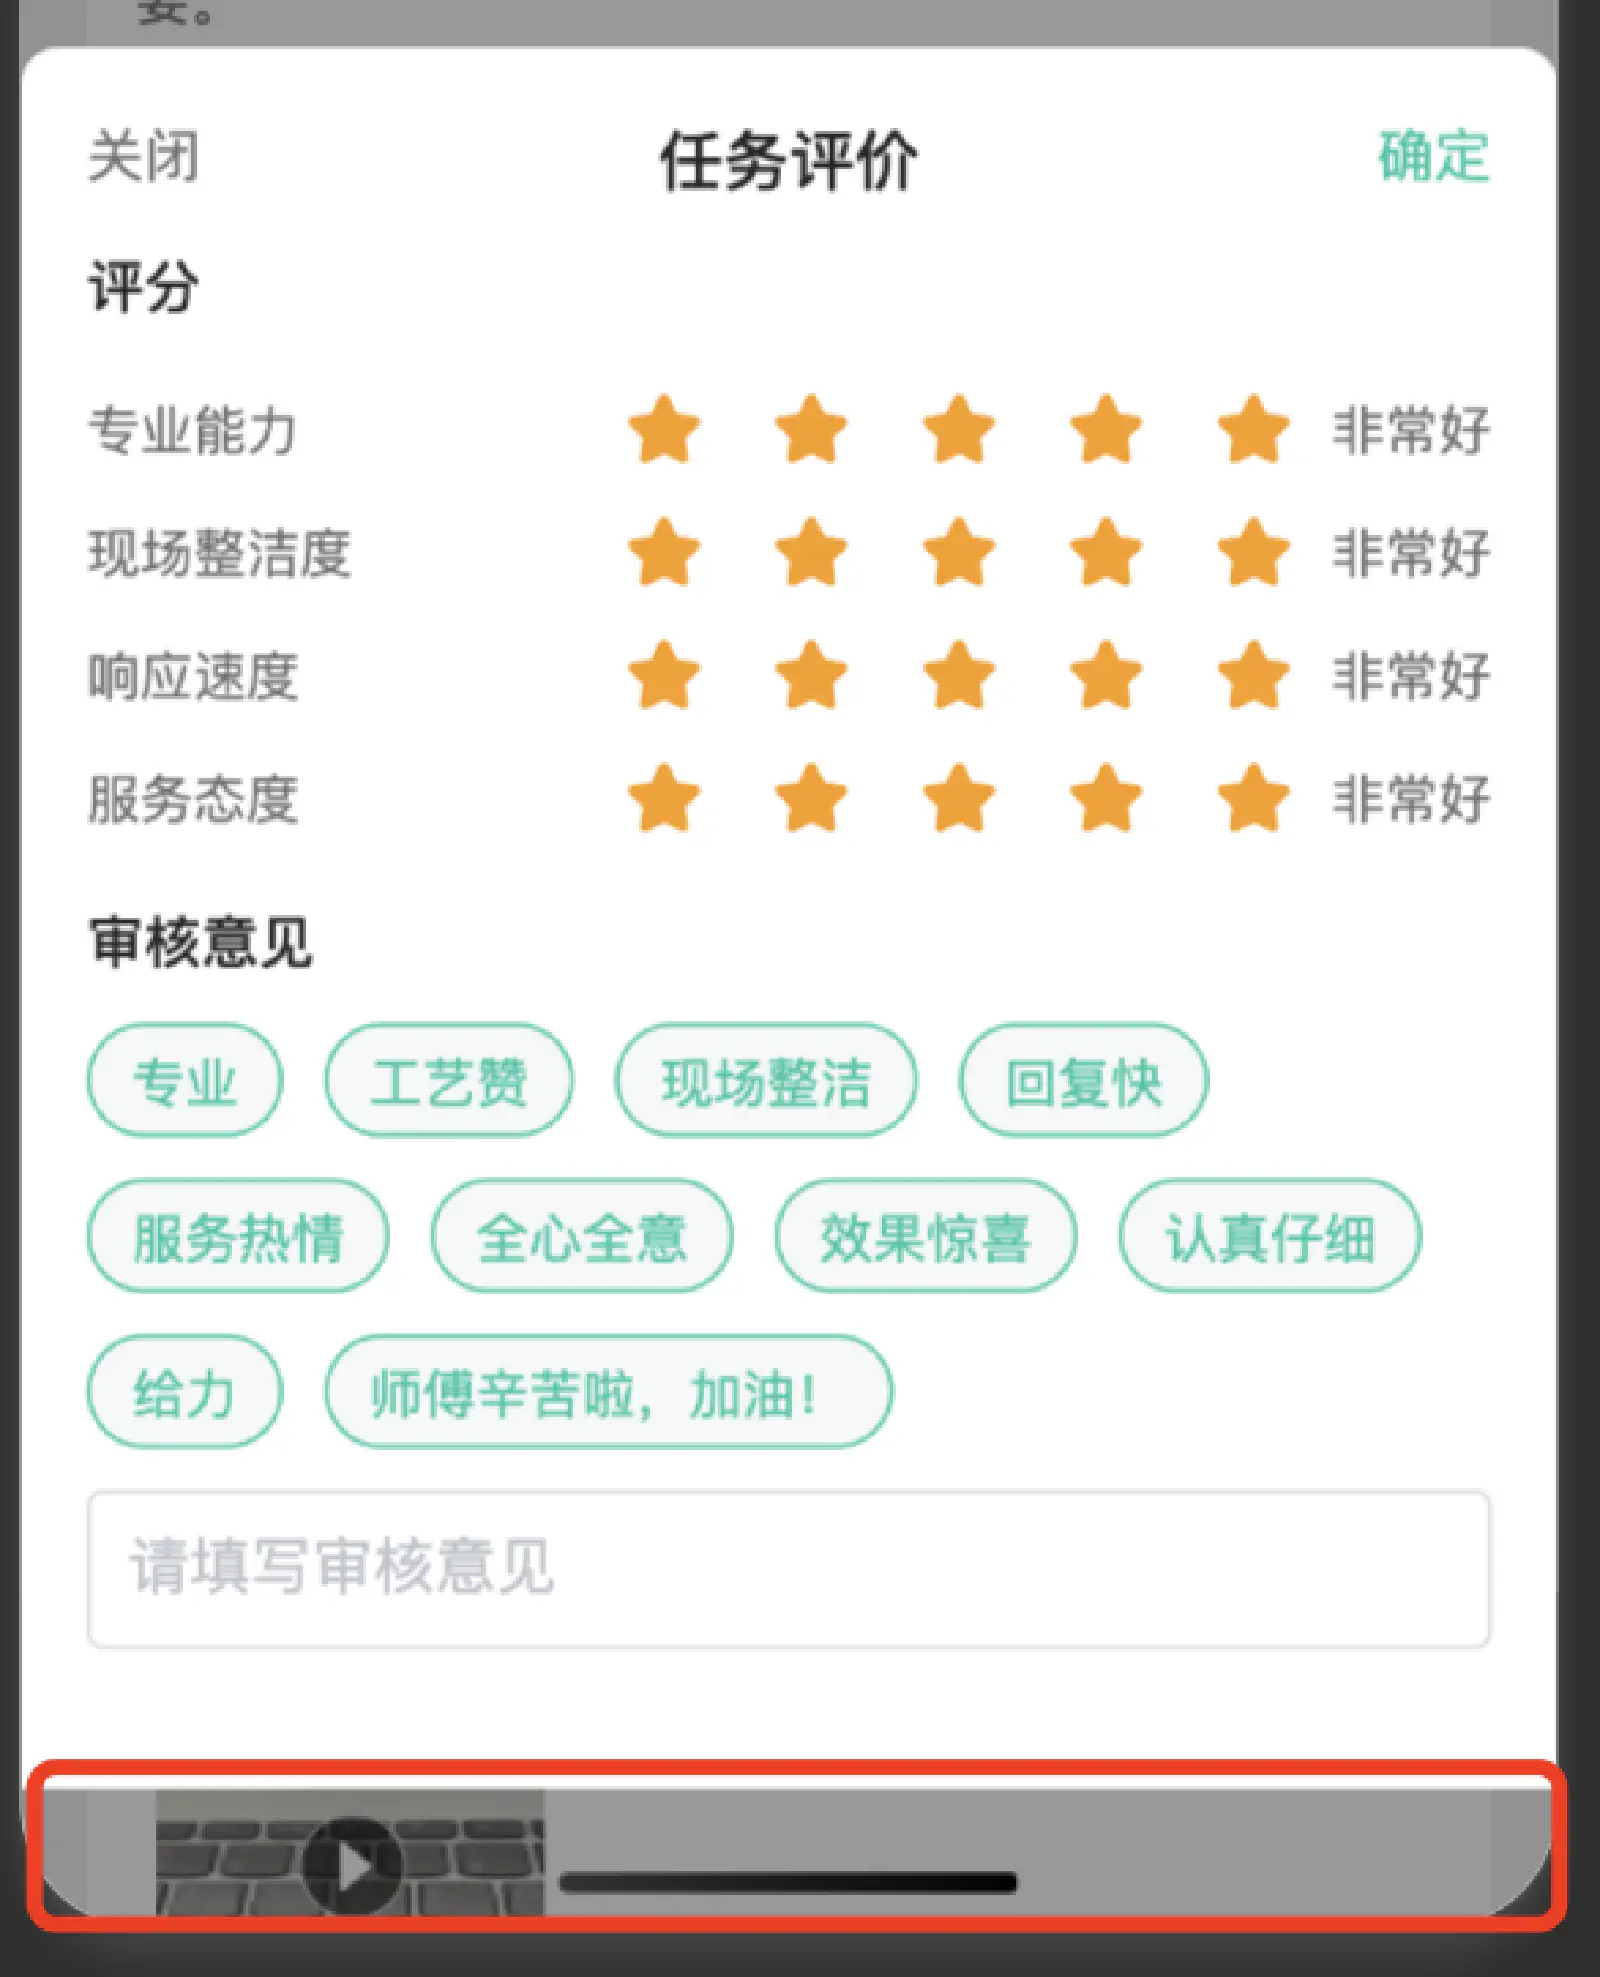 要。
关闭 任务评价 确定
评分
专业能力 非常好
现场整洁度 非常好
响应速度 非常好
服务态度 非常好
审核意见
专业 工艺赞 现场整洁 回复快
服务热情 全心全意 效果惊喜 认真仔细
给力 师傅辛苦啦，加油！
请填写审核意见